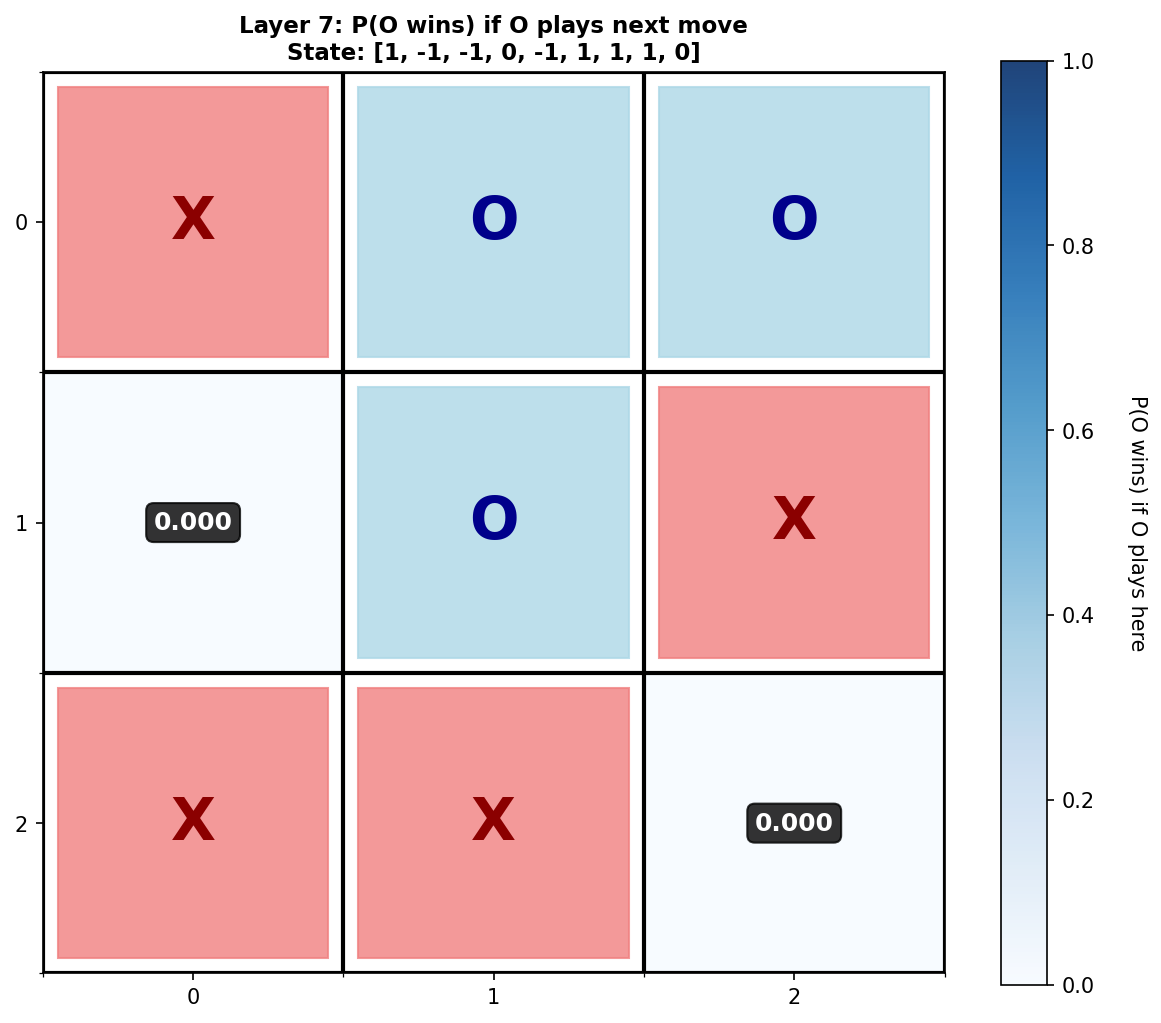 Layer 7: P(O wins) if O plays next move
State: [1, -1, -1, 0, -1, 1, 1, 1, 0]
0
X
O
O
1
0.000
O
X
2
X
X
0.000
0
1
2
1.0
0.8
0.6
0.4
0.2
0.0
P(O wins) if O plays here